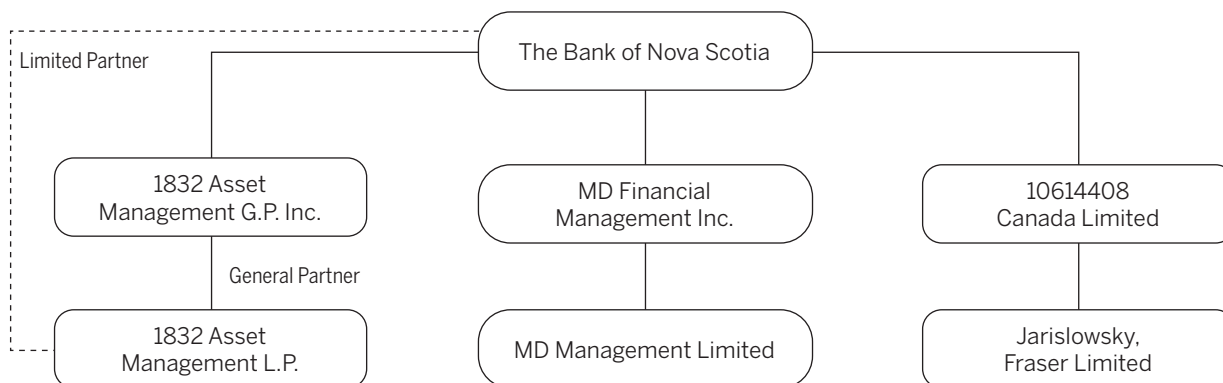 The Bank of Nova Scotia
Limited Partner
1832 Asset
Management G.P. Inc.
MD Financial
Management Inc.
10614408
Canada Limited
General Partner
1832 Asset
Management L.P.
MD Management Limited
Jarislowsky,
Fraser Limited